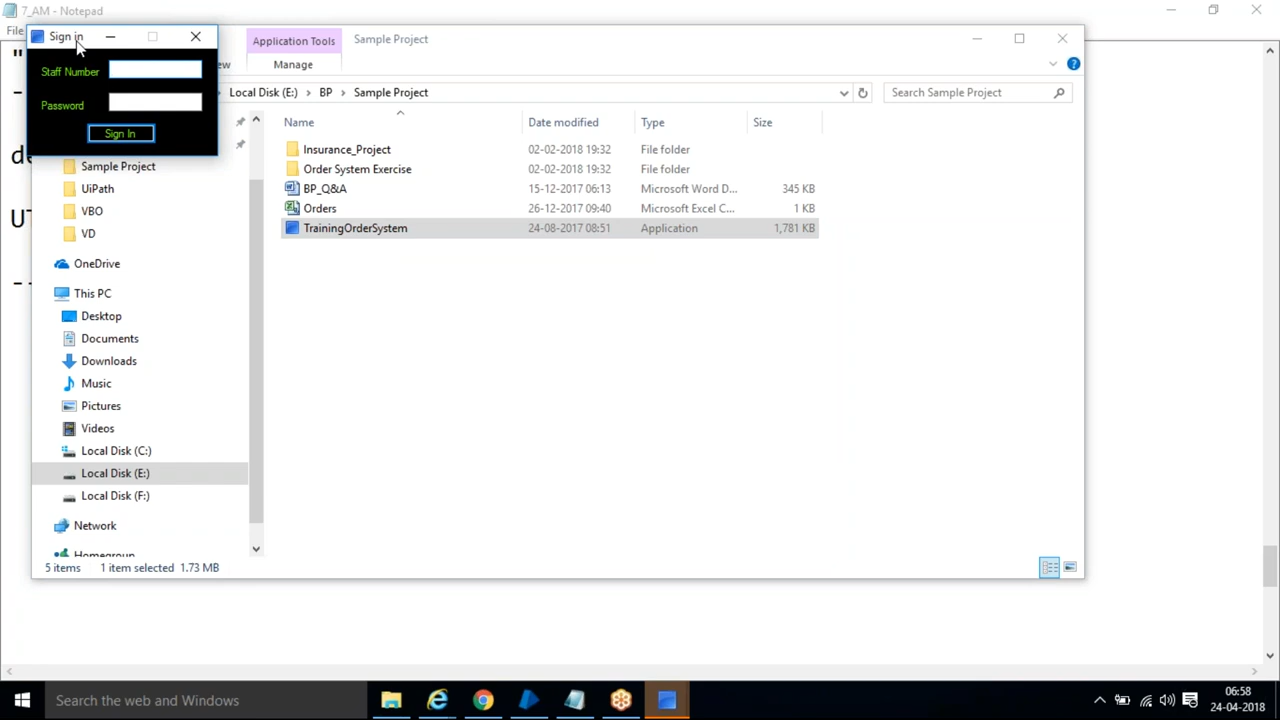 7_AM - Notepad
File
Sign in
Staff Number
Password
Sign In
Application Tools
Sample Project
Manage
Local Disk (E:) > BP > Sample Project
Search Sample Project
Name
Date modified
Type
Size
Insurance_Project
02-02-2018 19:32
File folder
Order System Exercise
02-02-2018 19:32
File folder
BP_Q&A
15-12-2017 06:13
Microsoft Word D...
345 KB
Orders
26-12-2017 09:40
Microsoft Excel C...
1 KB
TrainingOrderSystem
24-08-2017 08:51
Application
1,781 KB
Sample Project
UiPath
VBO
VD
OneDrive
This PC
Desktop
Documents
Downloads
Music
Pictures
Videos
Local Disk (C:)
Local Disk (E:)
Local Disk (F:)
Network
Homegroup
5 items
1 item selected 1.73 MB
Search the web and Windows
06:58
24-04-2018